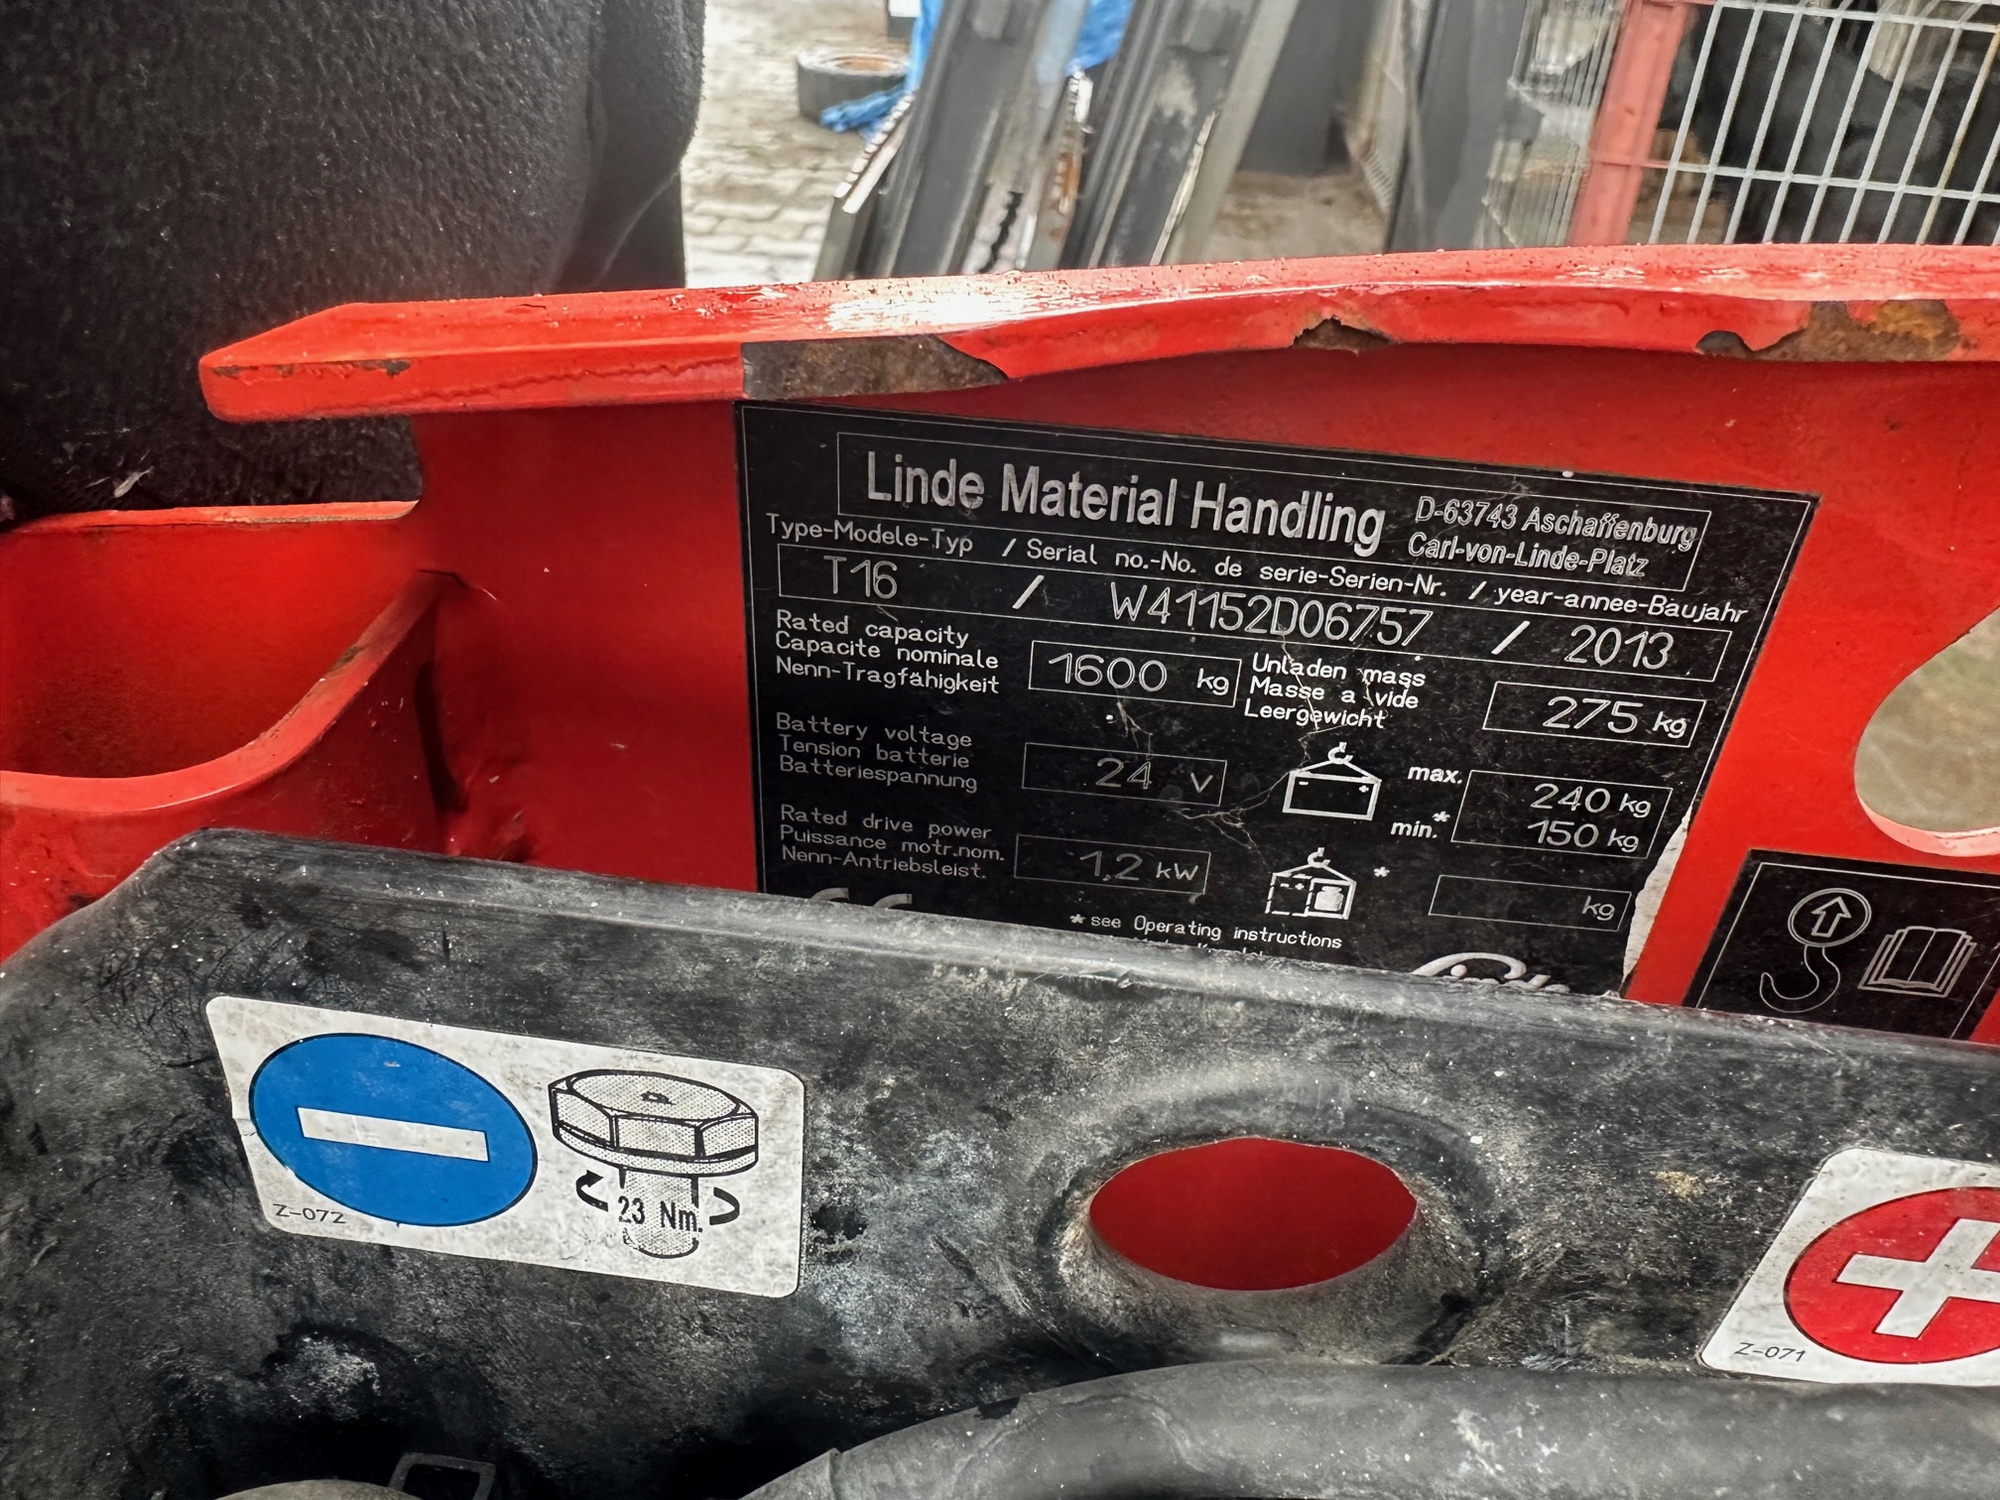 Linde Material Handling
D-63743 Aschaffenburg
Carl-von-Linde-Platz
Type-Modele-Typ / Serial no.-No. de serie-Serien-Nr. / year-annee-Baujahr
T16 / W41152D06757 / 2013
Rated capacity
Capacite nominale
Nenn-Tragfähigkeit
1600 kg
Unladen mass
Masse a vide
Leergewicht
275 kg
Battery voltage
Tension batterie
Batteriespannung
24 V
max. 240 kg
min.* 150 kg
Rated drive power
Puissance motr.nom.
Nenn-Antriebsleist.
1,2 kW
* kg
* see Operating instructions
CE
Linde
Z-072
23 Nm.
Z-071